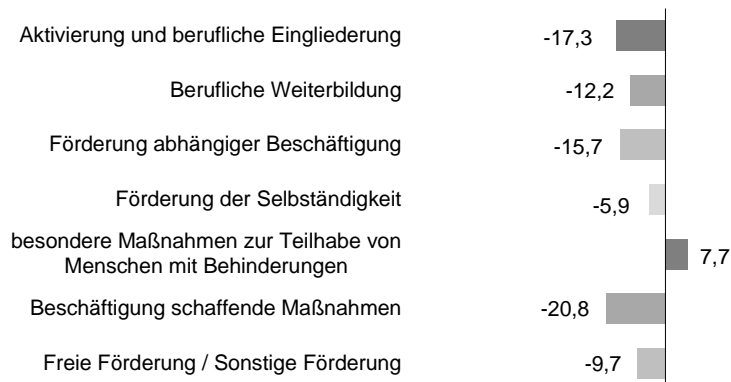 Aktivierung und berufliche Eingliederung -17,3
Berufliche Weiterbildung -12,2
Förderung abhängiger Beschäftigung -15,7
Förderung der Selbständigkeit -5,9
besondere Maßnahmen zur Teilhabe von
Menschen mit Behinderungen 7,7
Beschäftigung schaffende Maßnahmen -20,8
Freie Förderung / Sonstige Förderung -9,7